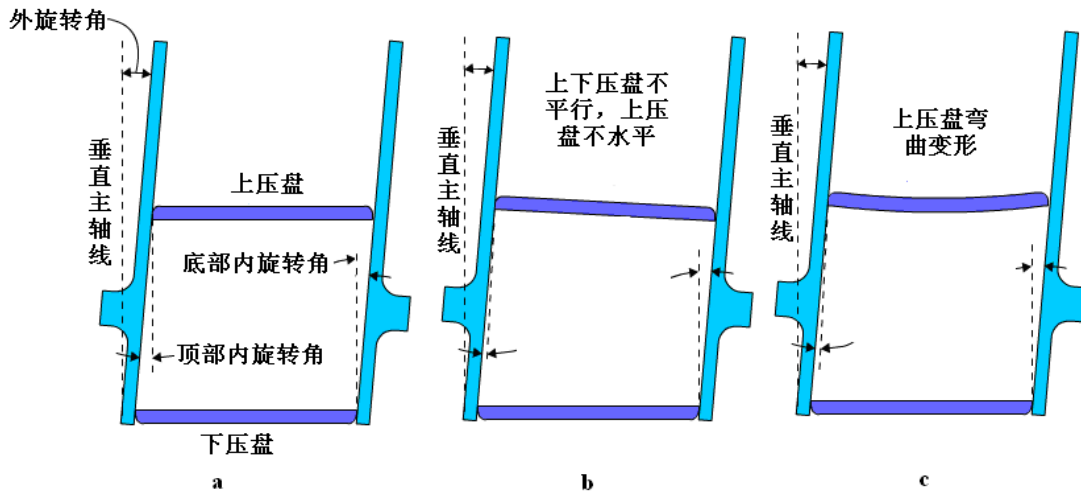 外旋转角
垂直主轴线
上压盘
底部内旋转角
顶部内旋转角
下压盘
a
上下压盘不
平行，上压
盘不水平
垂直主轴线
b
上压盘弯
曲变形
垂直主轴线
c